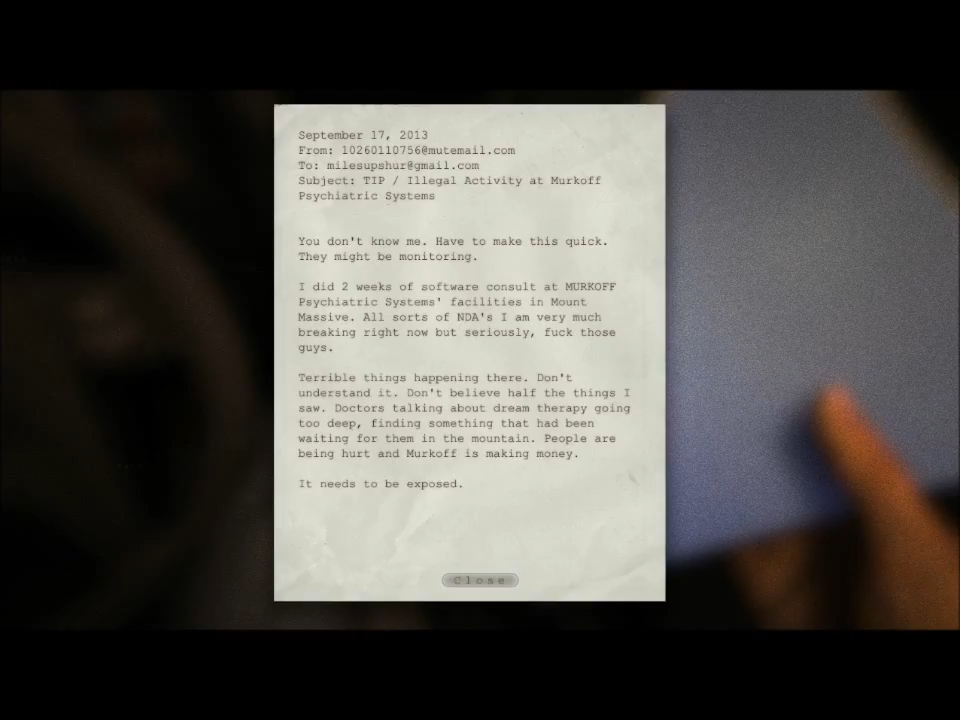 September 17, 2013
From: 10260110756@mutemail.com
To: milesupshur@gmail.com
Subject: TIP / Illegal Activity at Murkoff
Psychiatric Systems
You don't know me. Have to make this quick.
They might be monitoring.
I did 2 weeks of software consult at MURKOFF
Psychiatric Systems' facilities in Mount
Massive. All sorts of NDA's I am very much
breaking right now but seriously, fuck those
guys.
Terrible things happening there. Don't
understand it. Don't believe half the things I
saw. Doctors talking about dream therapy going
too deep, finding something that had been
waiting for them in the mountain. People are
being hurt and Murkoff is making money.
It needs to be exposed.
Close